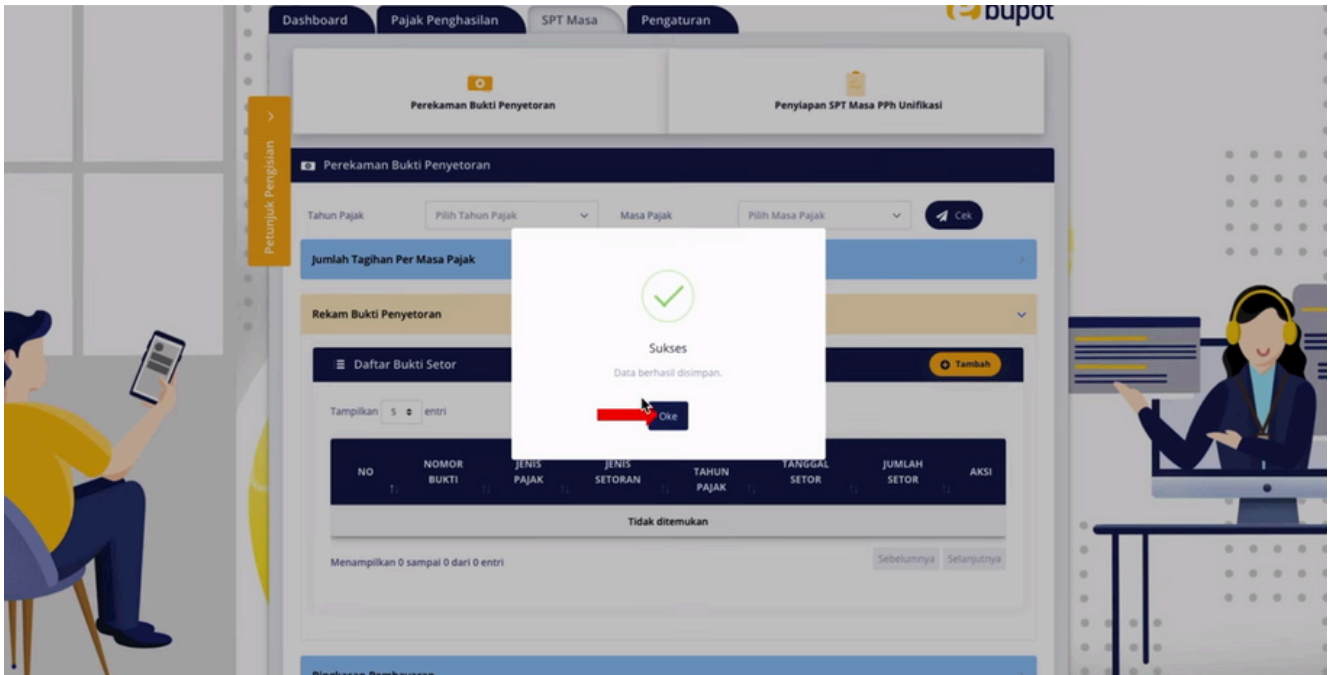 Dashboard
Pajak Penghasilan
SPT Masa
Pengaturan
bupot
Perekaman Bukti Penyetoran
Penyiapan SPT Masa PPh Unifikasi
Petunjuk Pengisian
Perekaman Bukti Penyetoran
Tahun Pajak
Pilih Tahun Pajak
Masa Pajak
Pilih Masa Pajak
Cek
Jumlah Tagihan Per Masa Pajak
Rekam Bukti Penyetoran
Sukses
Data berhasil disimpan.
Oke
Daftar Bukti Setor
Tambah
Tampilkan 5 entri
NO
NOMOR
BUKTI
JENIS
PAJAK
JENIS
SETORAN
TAHUN
PAJAK
TANGGAL
SETOR
JUMLAH
SETOR
AKSI
Tidak ditemukan
Menampilkan 0 sampai 0 dari 0 entri
Sebelumnya
Selanjutnya
Ringkasan Pembayaran